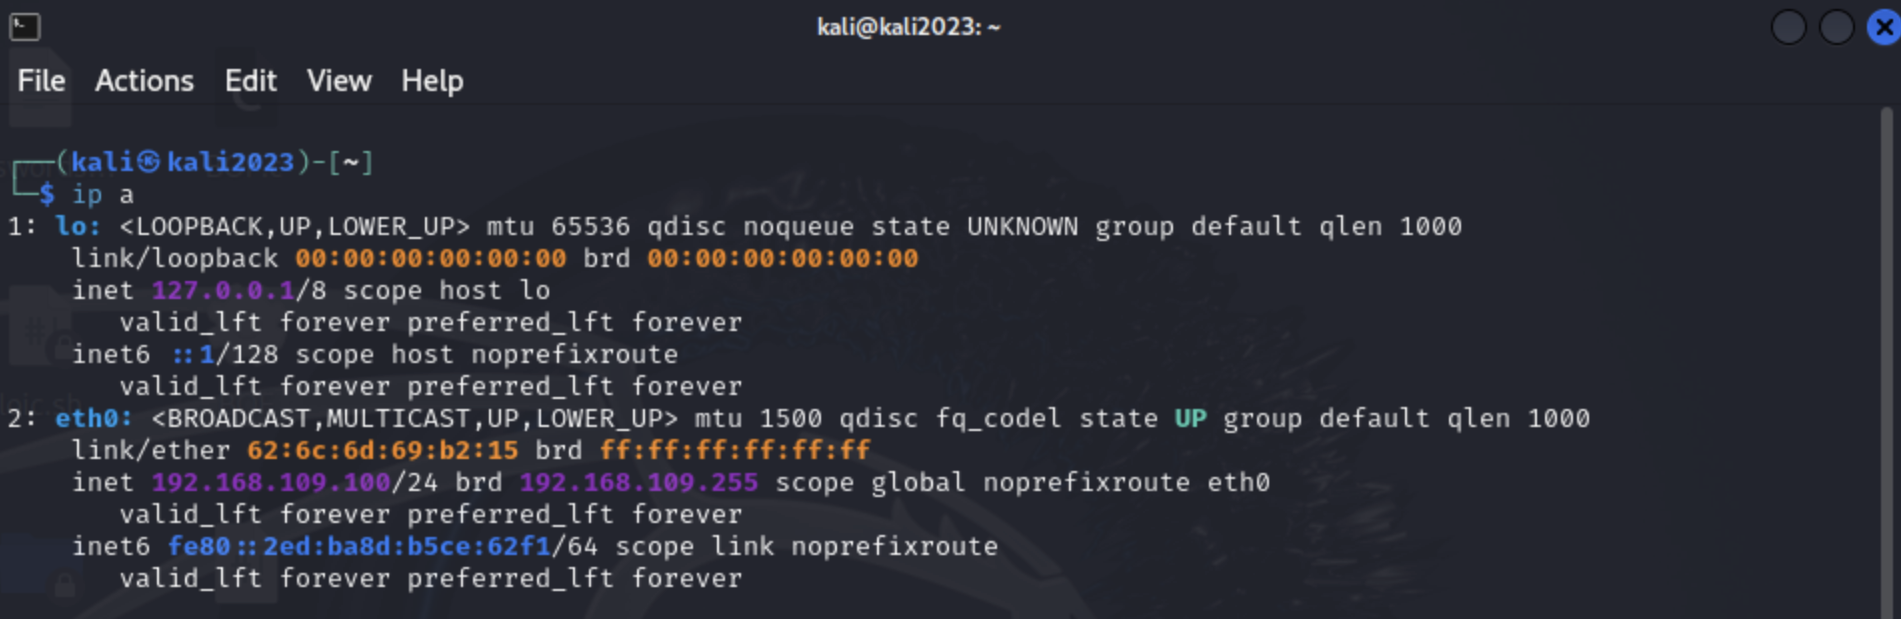 kali@kali2023: ~
File Actions Edit View Help
┌──(kali㉿kali2023)-[~]
└─$ ip a
1: lo: <LOOPBACK,UP,LOWER_UP> mtu 65536 qdisc noqueue state UNKNOWN group default qlen 1000
    link/loopback 00:00:00:00:00:00 brd 00:00:00:00:00:00
    inet 127.0.0.1/8 scope host lo
       valid_lft forever preferred_lft forever
    inet6 ::1/128 scope host noprefixroute
       valid_lft forever preferred_lft forever
2: eth0: <BROADCAST,MULTICAST,UP,LOWER_UP> mtu 1500 qdisc fq_codel state UP group default qlen 1000
    link/ether 62:6c:6d:69:b2:15 brd ff:ff:ff:ff:ff:ff
    inet 192.168.109.100/24 brd 192.168.109.255 scope global noprefixroute eth0
       valid_lft forever preferred_lft forever
    inet6 fe80::2ed:ba8d:b5ce:62f1/64 scope link noprefixroute
       valid_lft forever preferred_lft forever